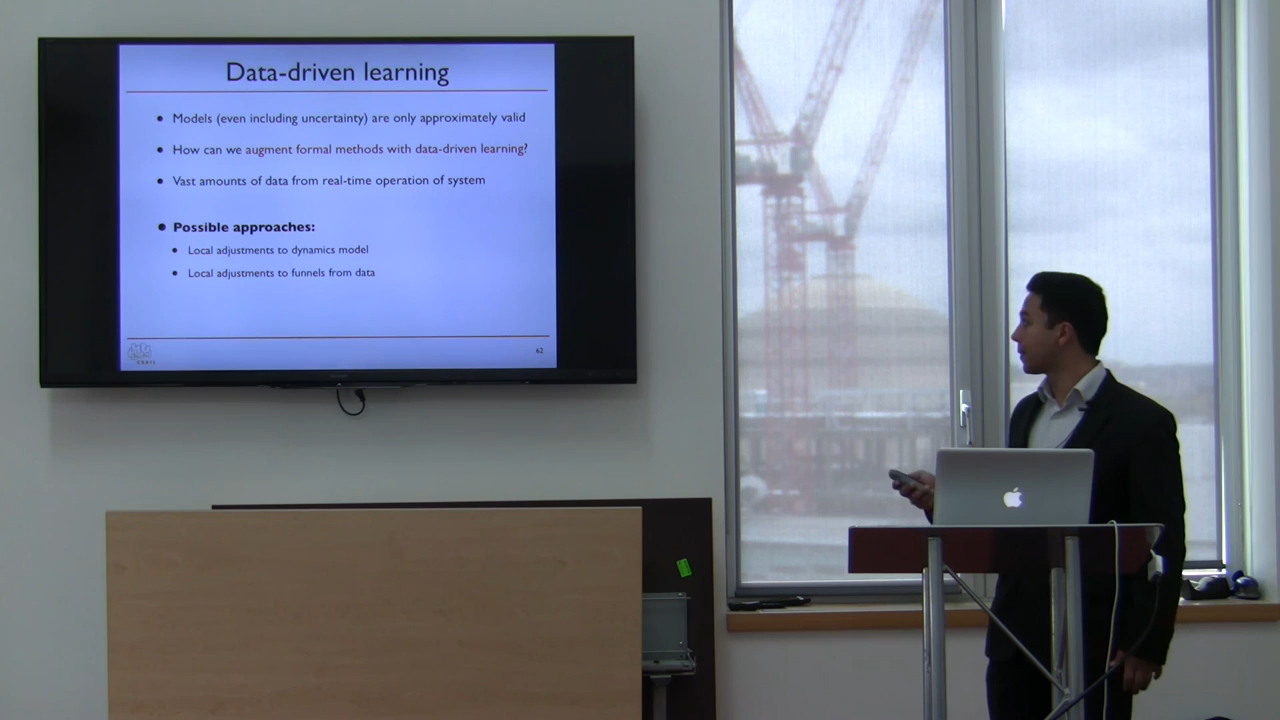 Data-driven learning
Models (even including uncertainty) are only approximately valid
How can we augment formal methods with data-driven learning?
Vast amounts of data from real-time operation of system
Possible approaches:
Local adjustments to dynamics model
Local adjustments to funnels from data
CSAIL
62